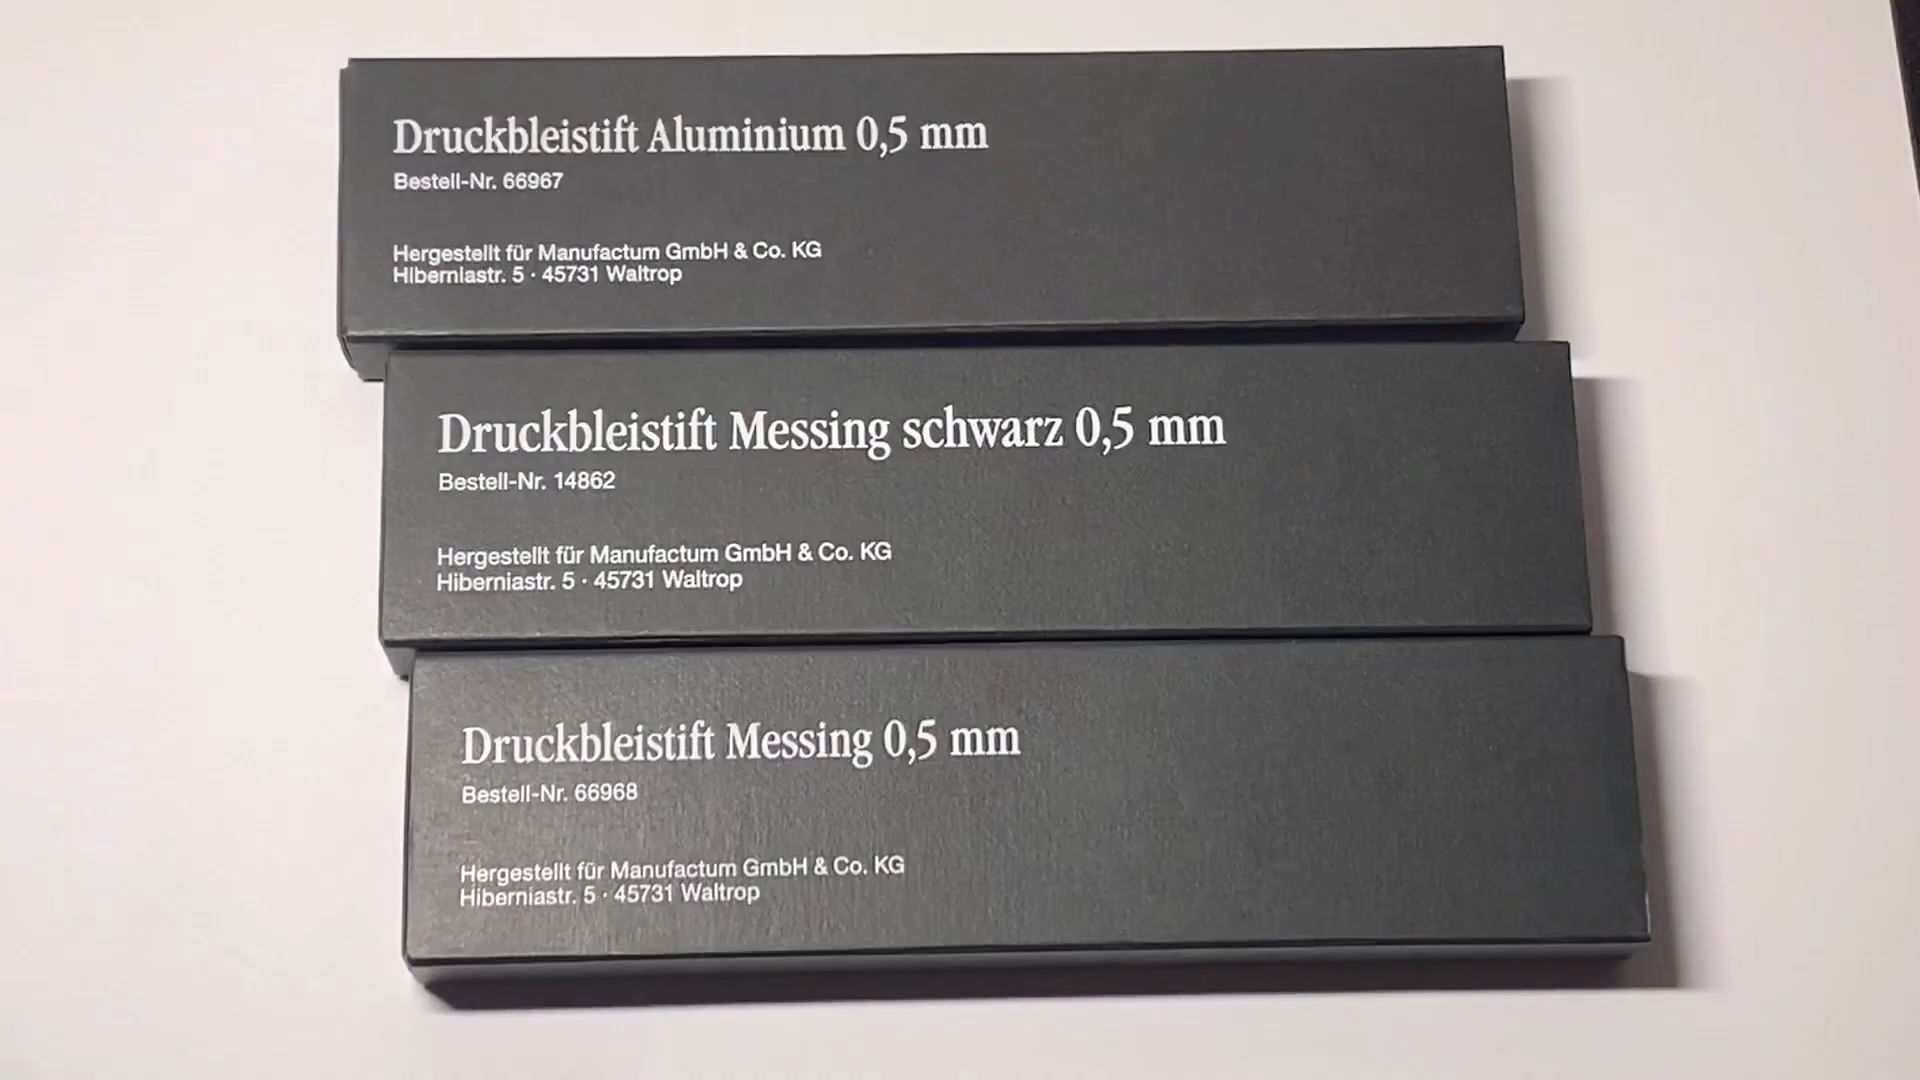 Druckbleistift Aluminium 0,5 mm
Bestell-Nr. 66967
Hergestellt für Manufactum GmbH & Co. KG
Hiberniastr. 5 · 45731 Waltrop
Druckbleistift Messing schwarz 0,5 mm
Bestell-Nr. 14862
Hergestellt für Manufactum GmbH & Co. KG
Hiberniastr. 5 · 45731 Waltrop
Druckbleistift Messing 0,5 mm
Bestell-Nr. 66968
Hergestellt für Manufactum GmbH & Co. KG
Hiberniastr. 5 · 45731 Waltrop